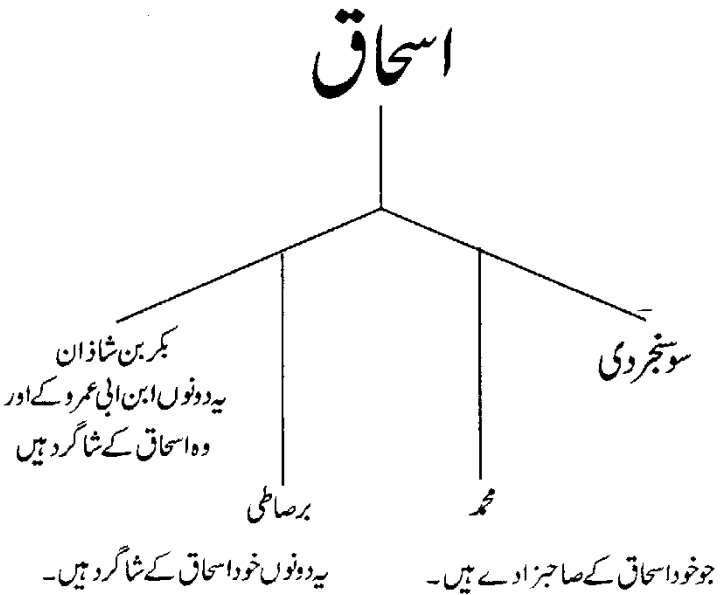 اسحاق
سوسنجردی
بکر بن شاذان
یہ دونوں ابن ابی عمرو کے اور
وہ اسحاق کے شاگرد ہیں
محمد
برصاطی
جو خود اسحاق کے صاحبزادے ہیں۔
یہ دونوں خود اسحاق کے شاگرد ہیں۔